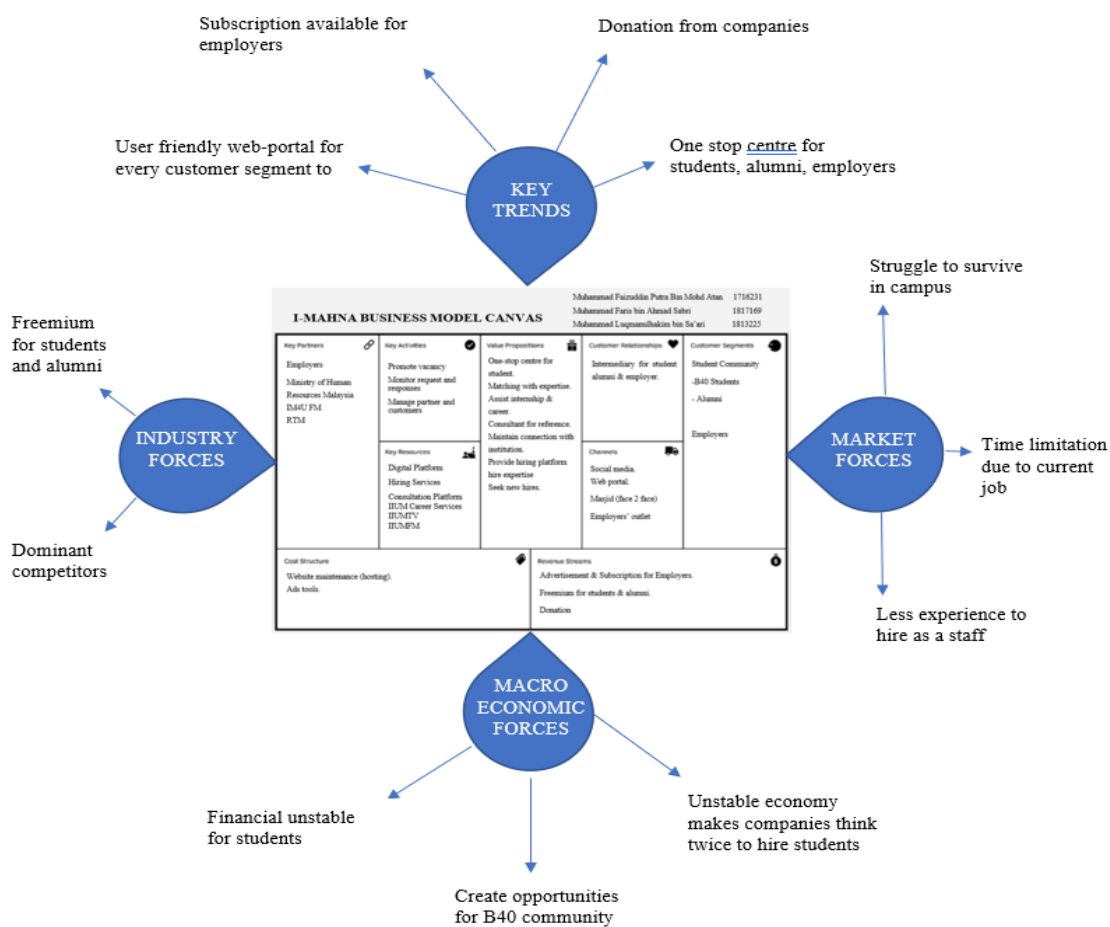 Subscription available for
employers
Donation from companies
User friendly web-portal for
every customer segment to
One stop centre for
students, alumni, employers
KEY
TRENDS
Struggle to survive
in campus
Freemium
for students
and alumni
INDUSTRY
FORCES
Dominant
competitors
MARKET
FORCES
Time limitation
due to current
job
Less experience to
hire as a staff
I-MAHNA BUSINESS MODEL CANVAS
Muhammad Faizuddin Putra Bin Mohd Atan 1716231
Muhammad Faris bin Ahmad Sabri 1817169
Muhammad Luqmanulhakim bin Sa'ari 1813225
Key Partners
Employers
Ministry of Human
Resources Malaysia
IM4U FM
RTM
Key Activities
Promote vacancy
Monitor request and
responses
Manage partner and
customers
Key Resources
Digital Platform
Hiring Services
Consultation Platform
IIUM Career Services
IIUMTV
IIUMFM
Value Propositions
One-stop centre for
student.
Matching with expertise.
Assist internship &
career.
Consultant for reference.
Maintain connection with
institution.
Provide hiring platform
hire expertise
Seek new hires.
Customer Relationships
Intermediary for student
alumni & employer.
Channels
Social media.
Web portal.
Masjid (face 2 face)
Employers' outlet
Customer Segments
Student Community
-B40 Students
- Alumni
Employers
Cost Structure
Website maintenance (hosting).
Ads tools.
Revenue Streams
Advertisement & Subscription for Employers.
Freemium for students & alumni.
Donation
MACRO
ECONOMIC
FORCES
Financial unstable
for students
Create opportunities
for B40 community
Unstable economy
makes companies think
twice to hire students